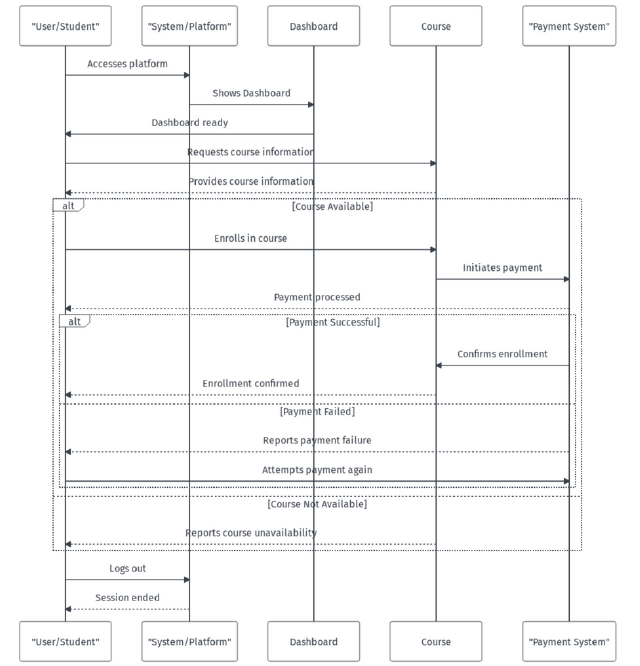 "User/Student"
"System/Platform"
Dashboard
Course
"Payment System"
Accesses platform
Shows Dashboard
Dashboard ready
Requests course information
Provides course information
alt
[Course Available]
Enrolls in course
Initiates payment
Payment processed
alt
[Payment Successful]
Confirms enrollment
Enrollment confirmed
[Payment Failed]
Reports payment failure
Attempts payment again
[Course Not Available]
Reports course unavailability
Logs out
Session ended
"User/Student"
"System/Platform"
Dashboard
Course
"Payment System"